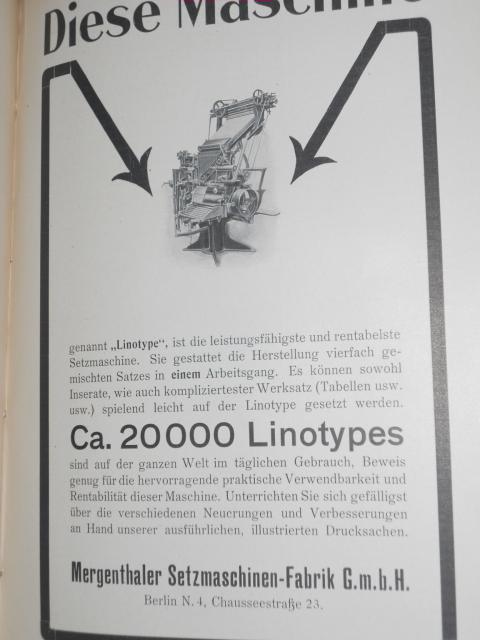 Diese Maschine
genannt „Linotype“, ist die leistungsfähigste und rentabelste
Setzmaschine. Sie gestattet die Herstellung vierfach ge-
mischten Satzes in einem Arbeitsgang. Es können sowohl
Inserate, wie auch kompliziertester Werksatz (Tabellen usw.
usw.) spielend leicht auf der Linotype gesetzt werden.
Ca. 20000 Linotypes
sind auf der ganzen Welt im täglichen Gebrauch, Beweis
genug für die hervorragende praktische Verwendbarkeit und
Rentabilität dieser Maschine. Unterrichten Sie sich gefälligst
über die verschiedenen Neuerungen und Verbesserungen
an Hand unserer ausführlichen, illustrierten Drucksachen.
Mergenthaler Setzmaschinen-Fabrik G.m.b.H.
Berlin N. 4, Chausseestraße 23.